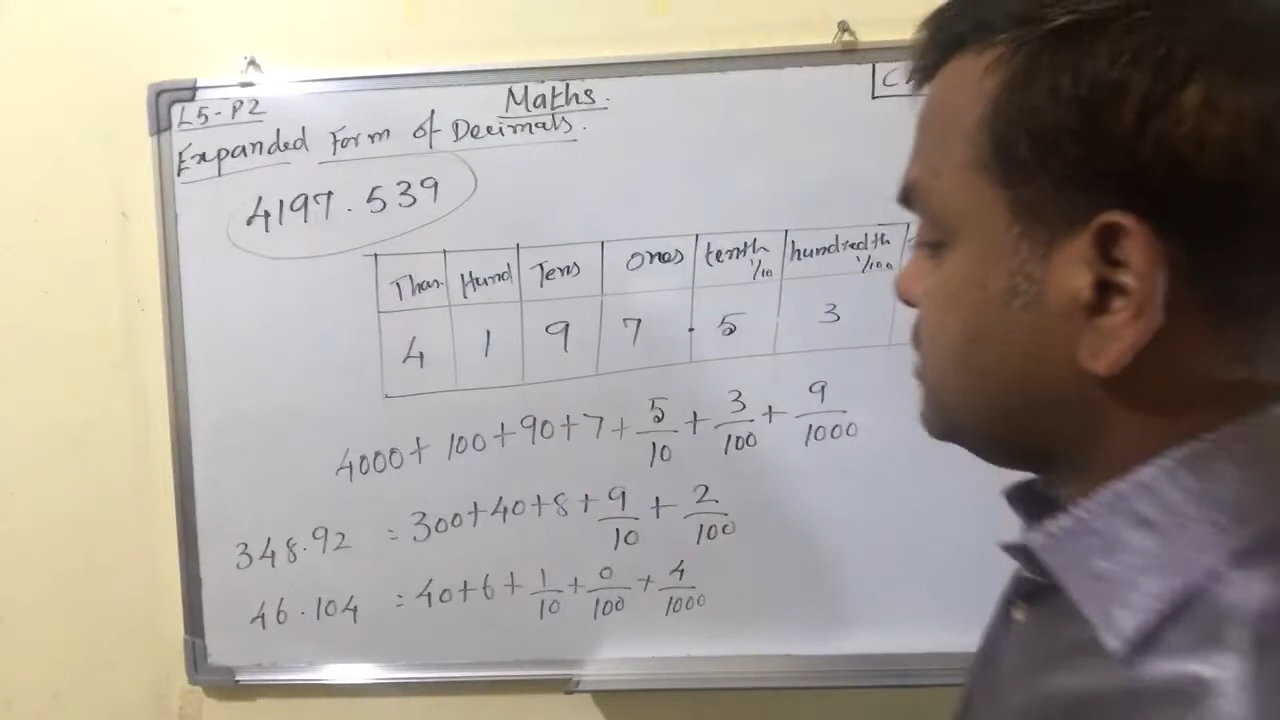 L5-P2
Maths.
C
Expanded Form of Decimals.
4197.539
Thas. Hund Tens ones tenth 1/10 hundredth 1/100
4 1 9 7 . 5 3
4000+ 100+90+7+ 5/10 + 3/100 + 9/1000
348.92 = 300+40+8+ 9/10 + 2/100
46.104 = 40+6+ 1/10 + 0/100 + 4/1000